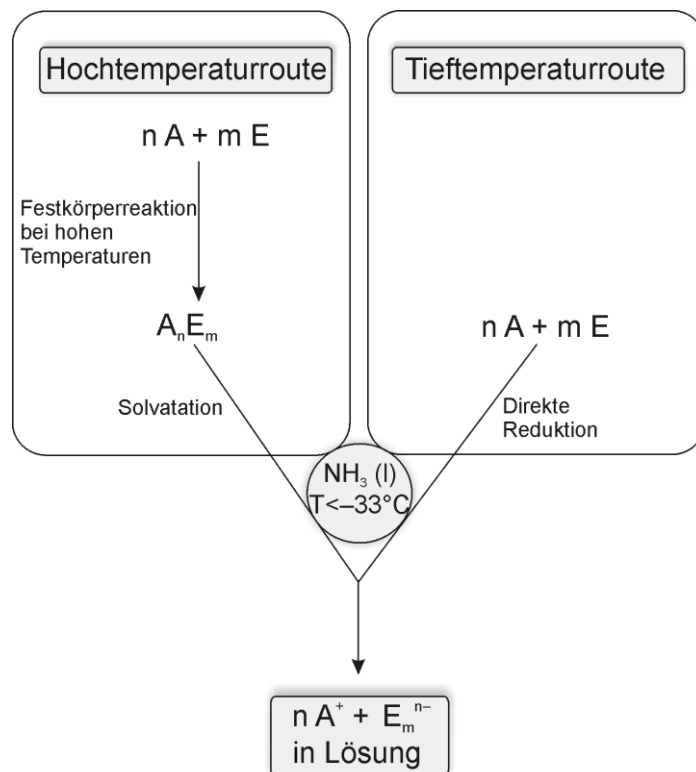 Hochtemperaturroute
n A + m E
Festkörperreaktion
bei hohen
Temperaturen
AₙEₘ
Solvatation
Tieftemperaturroute
n A + m E
Direkte
Reduktion
NH₃ (l)
T<–33°C
n A⁺ + Eₘⁿ⁻
in Lösung